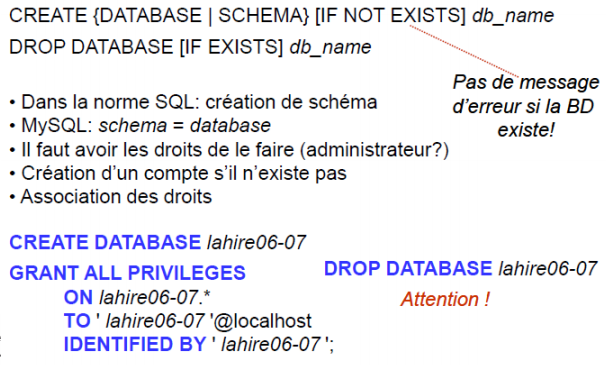 CREATE {DATABASE | SCHEMA} [IF NOT EXISTS] db_name
DROP DATABASE [IF EXISTS] db_name
Pas de message
d'erreur si la BD
existe!
• Dans la norme SQL: création de schéma
• MySQL: schema = database
• Il faut avoir les droits de le faire (administrateur?)
• Création d'un compte s'il n'existe pas
• Association des droits
CREATE DATABASE lahire06-07
GRANT ALL PRIVILEGES
ON lahire06-07.*
TO ' lahire06-07 '@localhost
IDENTIFIED BY ' lahire06-07 ';
DROP DATABASE lahire06-07
Attention !